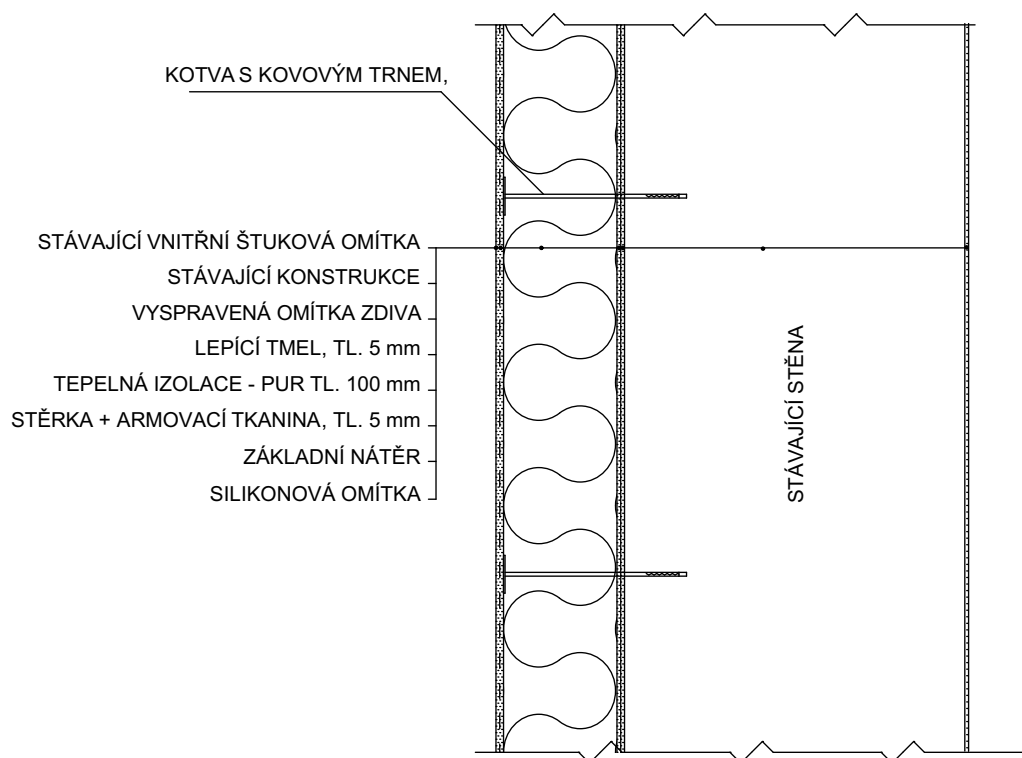 KOTVA S KOVOVÝM TRNEM,
STÁVAJÍCÍ VNITŘNÍ ŠTUKOVÁ OMÍTKA
STÁVAJÍCÍ KONSTRUKCE
VYSPRAVENÁ OMÍTKA ZDIVA
LEPÍCÍ TMEL, TL. 5 mm
TEPELNÁ IZOLACE - PUR TL. 100 mm
STĚRKA + ARMOVACÍ TKANINA, TL. 5 mm
ZÁKLADNÍ NÁTĚR
SILIKONOVÁ OMÍTKA
STÁVAJÍCÍ STĚNA